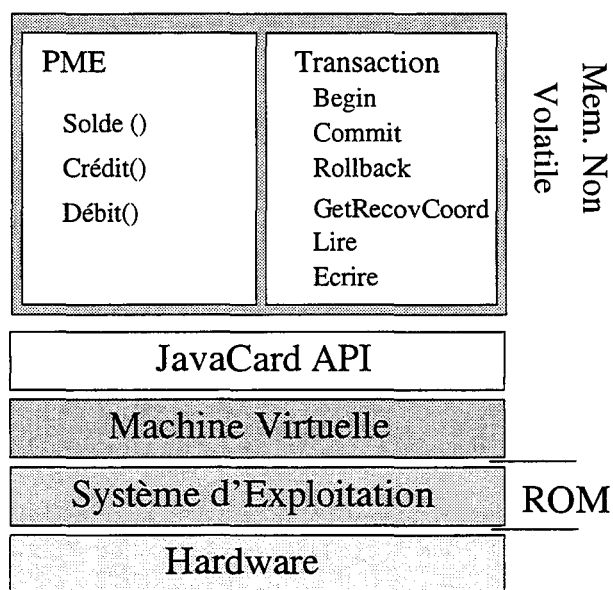 PME
Solde ()
Crédit()
Débit()
Transaction
Begin
Commit
Rollback
GetRecovCoord
Lire
Ecrire
Mem. Non
Volatile
JavaCard API
Machine Virtuelle
Système d'Exploitation
ROM
Hardware